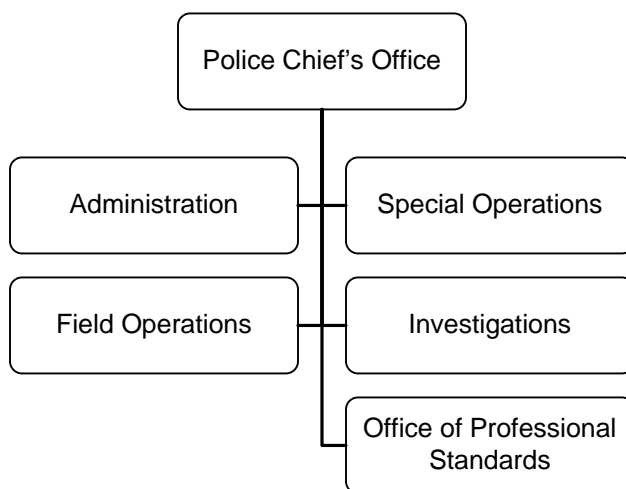 Police Chief’s Office
Administration
Special Operations
Field Operations
Investigations
Office of Professional
Standards